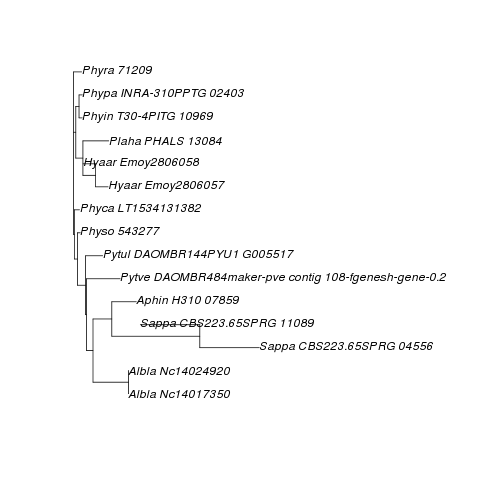 Phyra 71209
Phypa INRA-310PPTG 02403
Phyin T30-4PITG 10969
Plaha PHALS 13084
Hyaar Emoy2806058
Hyaar Emoy2806057
Phyca LT1534131382
Physo 543277
Pytul DAOMBR144PYU1 G005517
Pytve DAOMBR484maker-pve contig 108-fgenesh-gene-0.2
Aphin H310 07859
Sappa CBS223.65SPRG 11089
Sappa CBS223.65SPRG 04556
Albla Nc14024920
Albla Nc14017350